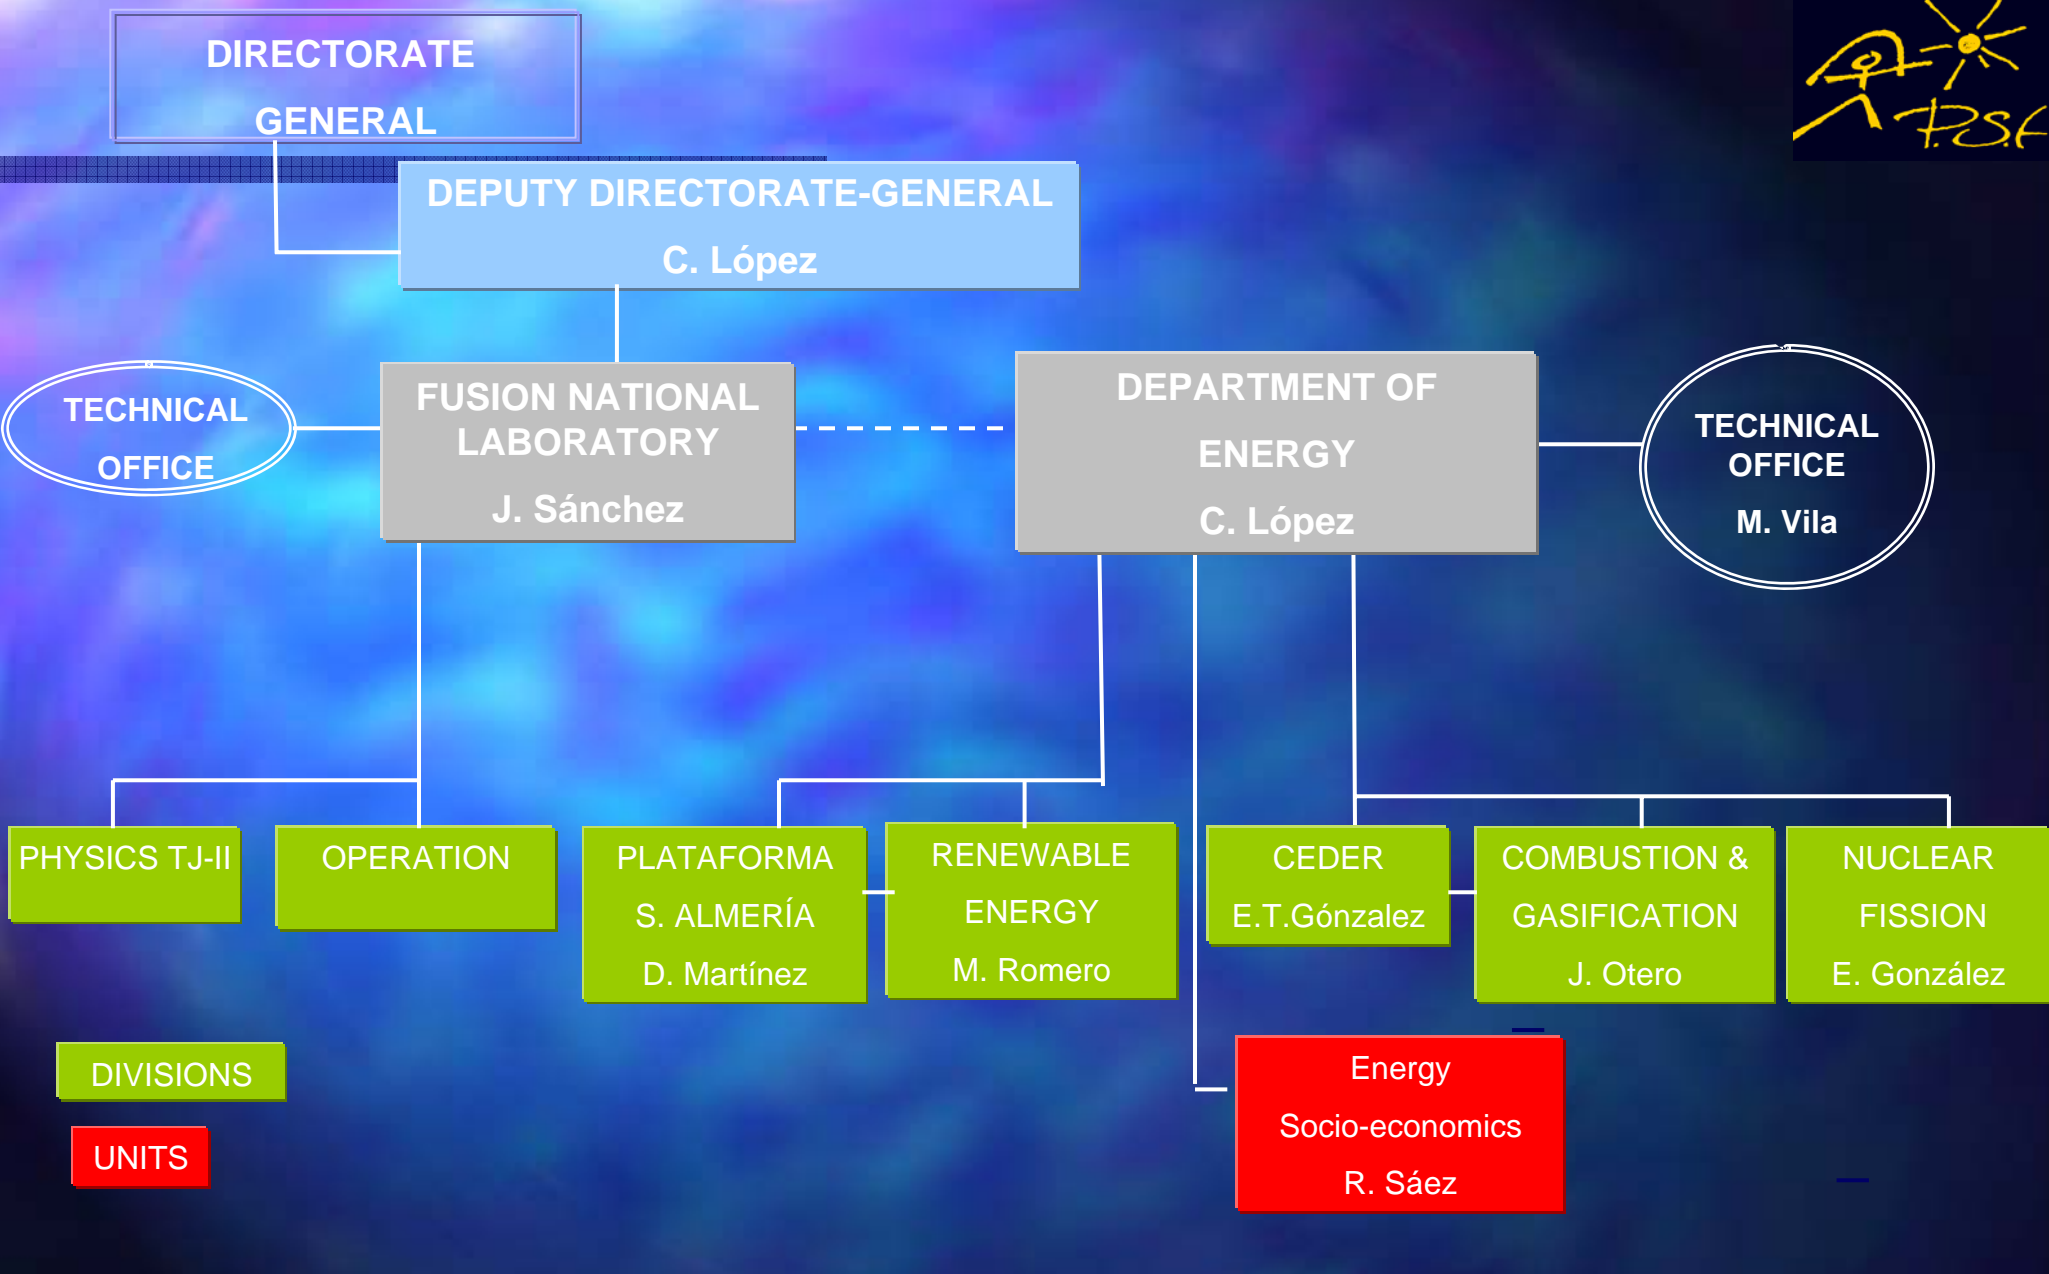 DIRECTORATE
GENERAL
P.S.A
DEPUTY DIRECTORATE-GENERAL
C. López
TECHNICAL
OFFICE
FUSION NATIONAL
LABORATORY
J. Sánchez
DEPARTMENT OF
ENERGY
C. López
TECHNICAL
OFFICE
M. Vila
PHYSICS TJ-II
OPERATION
PLATAFORMA
S. ALMERÍA
D. Martínez
RENEWABLE
ENERGY
M. Romero
CEDER
E.T.Gónzalez
COMBUSTION &
GASIFICATION
J. Otero
NUCLEAR
FISSION
E. González
DIVISIONS
UNITS
Energy
Socio-economics
R. Sáez